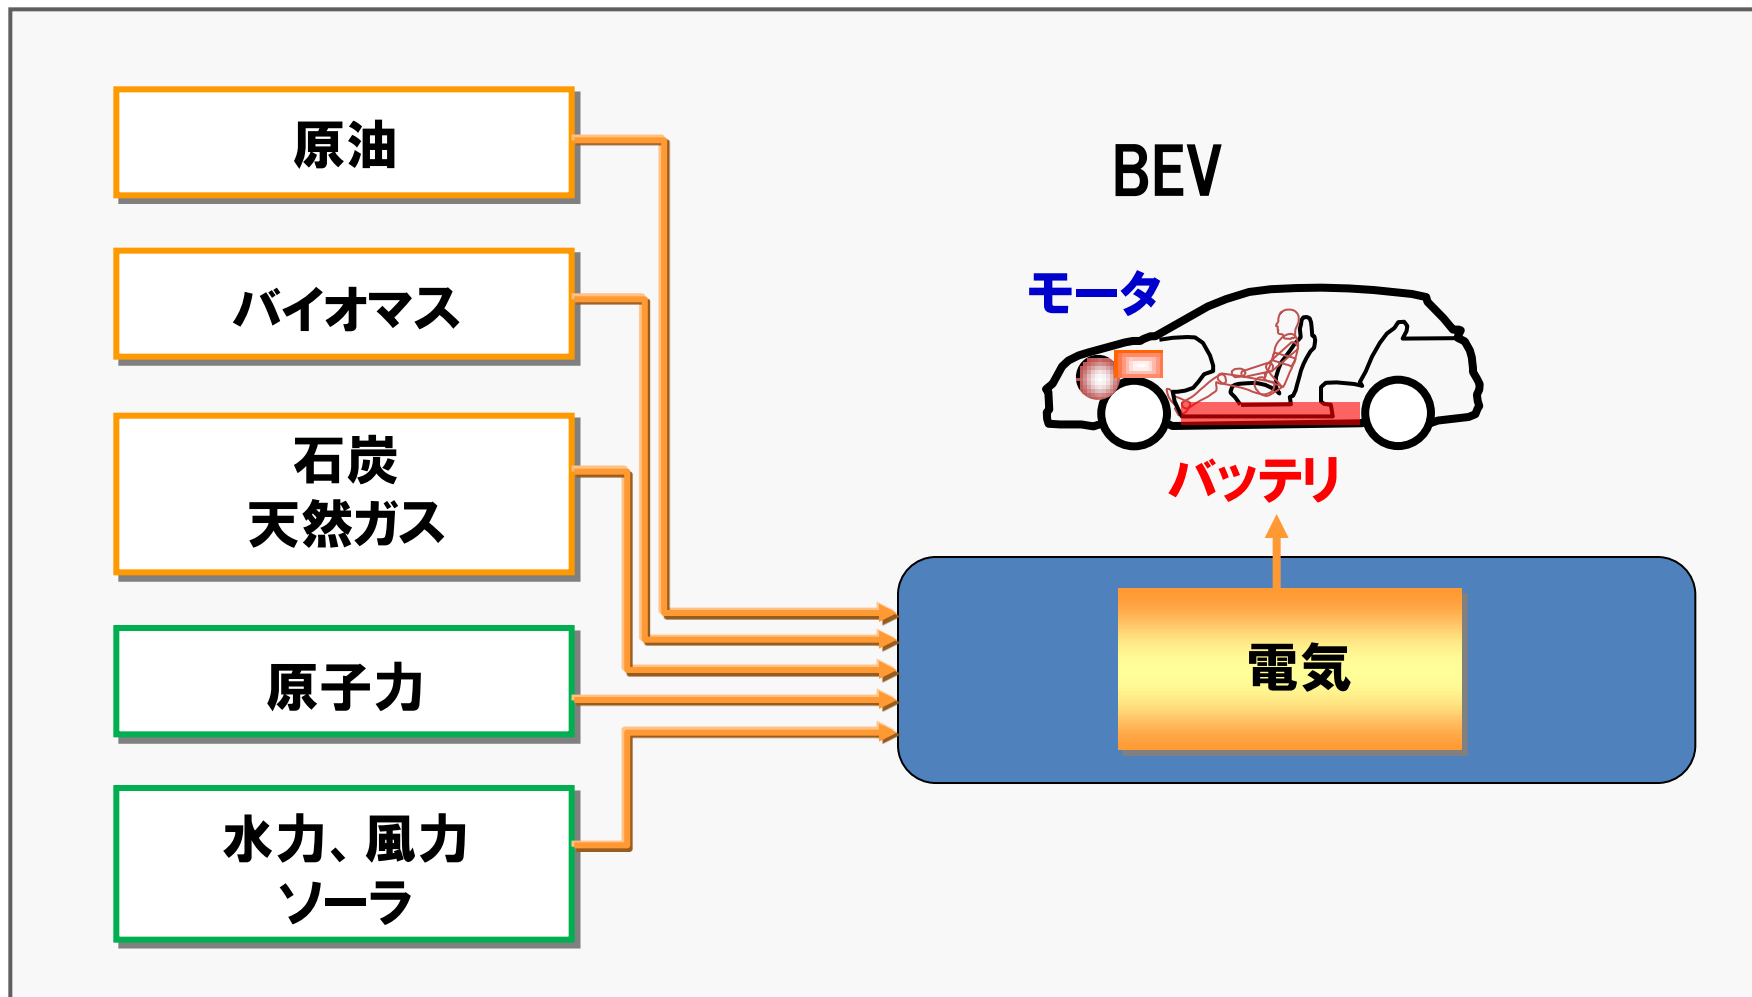 原油
バイオマス
石炭
天然ガス
原子力
水力、風力
ソーラ
BEV
モータ
バッテリ
電気